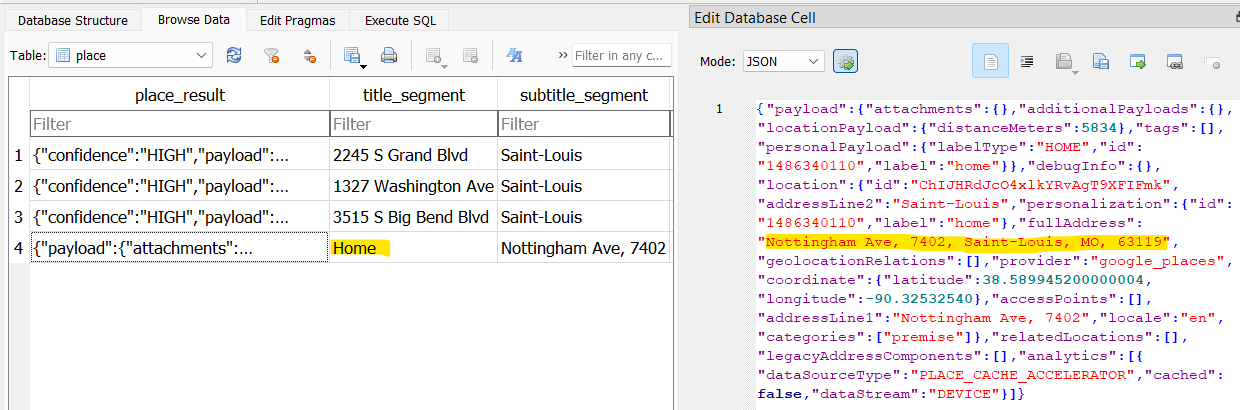 Database Structure Browse Data Edit Pragmas Execute SQL
Table: place Filter in any c...
place_result title_segment subtitle_segment
Filter Filter Filter
1 {"confidence":"HIGH","payload":... 2245 S Grand Blvd Saint-Louis
2 {"confidence":"HIGH","payload":... 1327 Washington Ave Saint-Louis
3 {"confidence":"HIGH","payload":... 3515 S Big Bend Blvd Saint-Louis
4 {"payload":{"attachments":... Home Nottingham Ave, 7402
Edit Database Cell
Mode: JSON
1 {"payload":{"attachments":{},"additionalPayloads":{},
"locationPayload":{"distanceMeters":5834},"tags":[],
"personalPayload":{"labelType":"HOME","id":
"1486340110","label":"home"}},"debugInfo":{},
"location":{"id":"ChIJHRdJcO4xlkYRvAgT9XFIFmk",
"addressLine2":"Saint-Louis","personalization":{"id":
"1486340110","label":"home"},"fullAddress":
"Nottingham Ave, 7402, Saint-Louis, MO, 63119",
"geolocationRelations":[],"provider":"google_places",
"coordinate":{"latitude":38.589945200000004,
"longitude":-90.32532540},"accessPoints":[],
"addressLine1":"Nottingham Ave, 7402","locale":"en",
"categories":["premise"]},"relatedLocations":[],
"legacyAddressComponents":[],"analytics":[{
"dataSourceType":"PLACE_CACHE_ACCELERATOR","cached":
false,"dataStream":"DEVICE"}]}